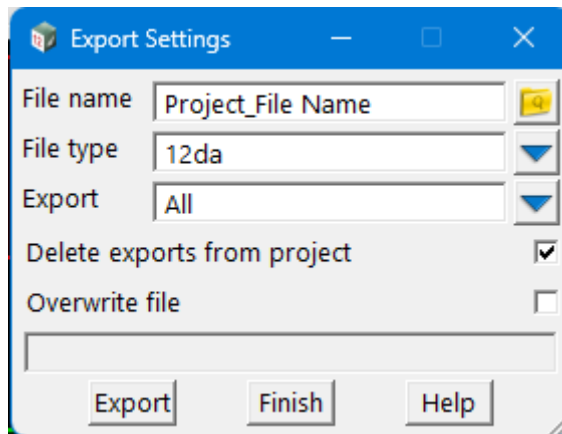 Export Settings
File name Project_File Name
File type 12da
Export All
Delete exports from project
Overwrite file
Export Finish Help